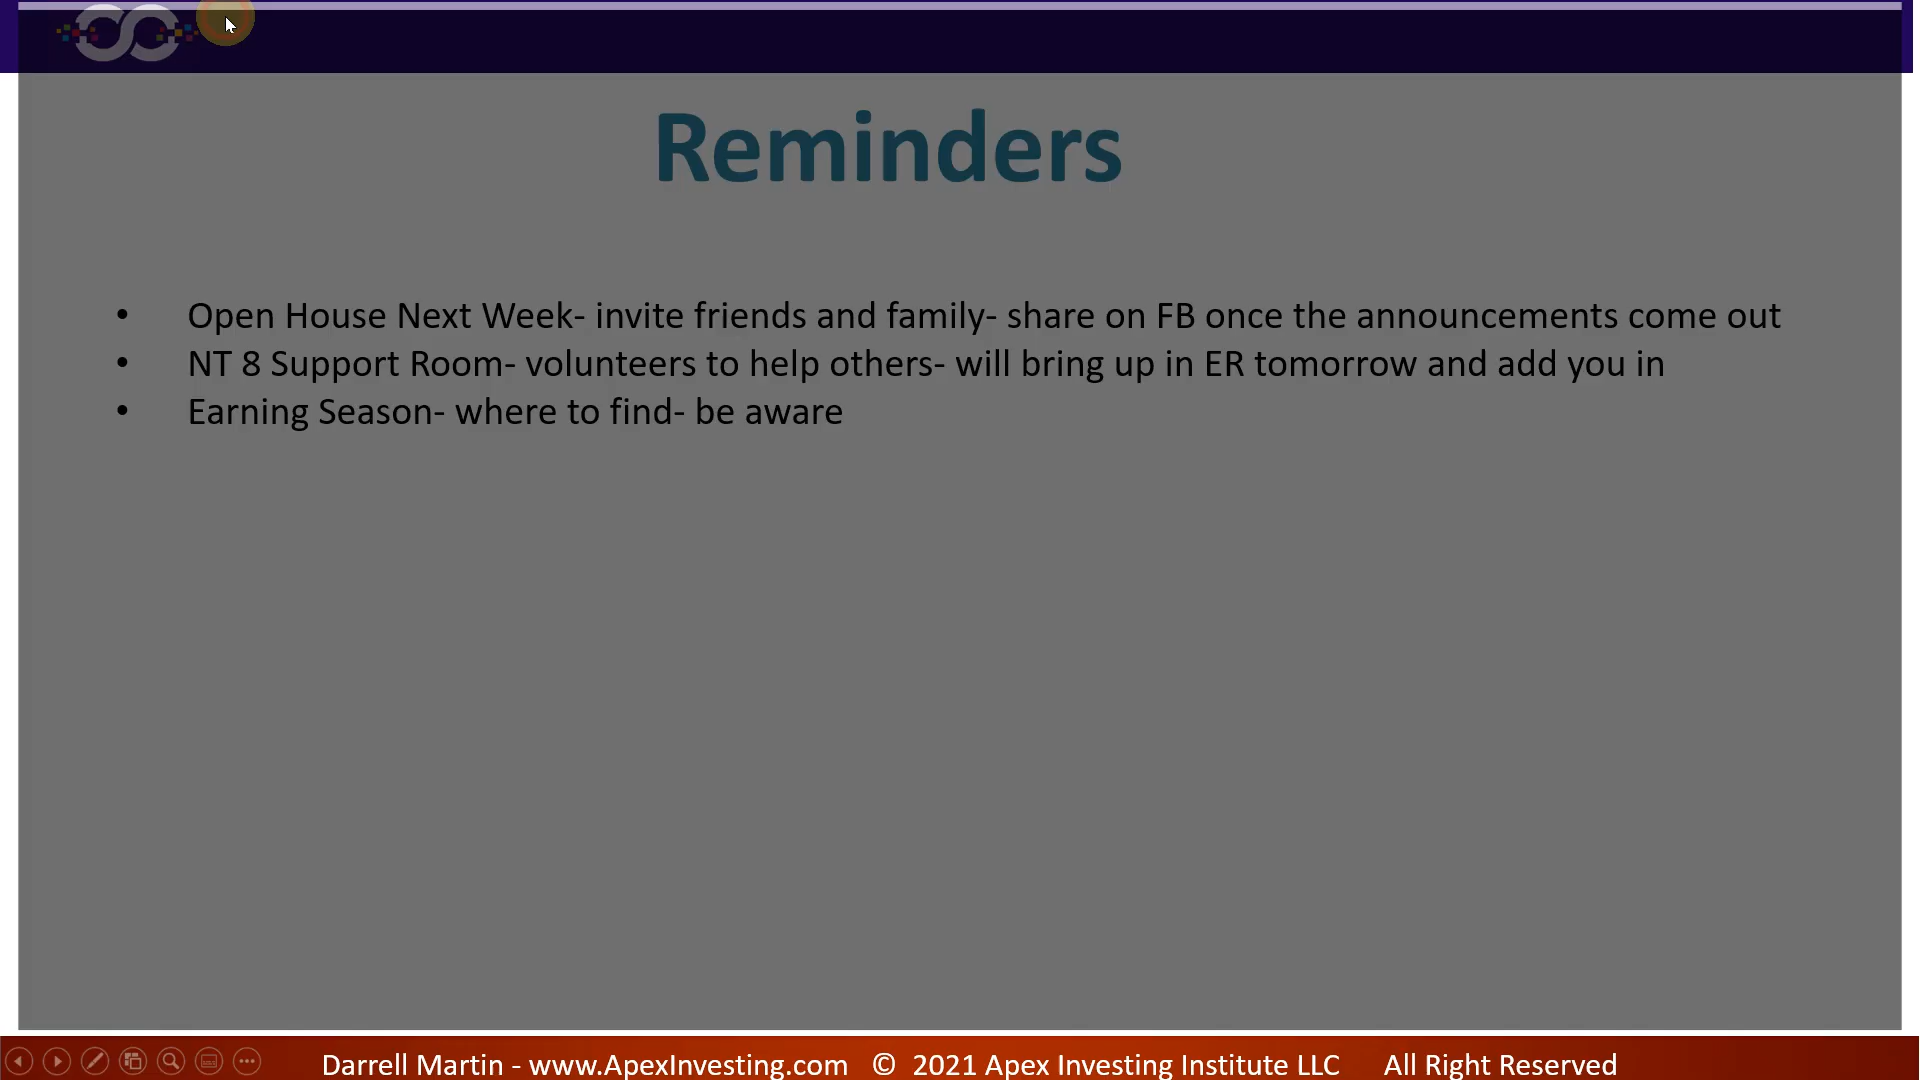 Reminders
• Open House Next Week- invite friends and family- share on FB once the announcements come out
• NT 8 Support Room- volunteers to help others- will bring up in ER tomorrow and add you in
• Earning Season- where to find- be aware
Darrell Martin - www.ApexInvesting.com © 2021 Apex Investing Institute LLC All Right Reserved